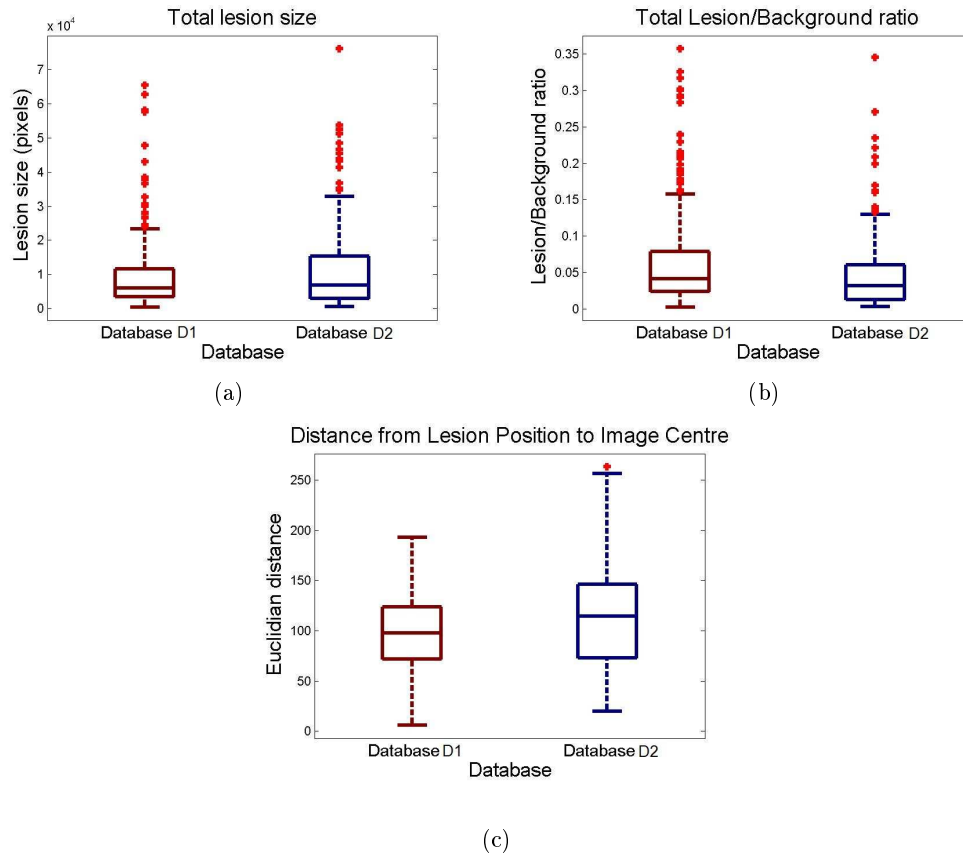 Total lesion size
x 10⁴
7
6
5
4
3
2
1
0
Lesion size (pixels)
Database D1
Database D2
Database
(a)
Total Lesion/Background ratio
0.35
0.3
0.25
0.2
0.15
0.1
0.05
0
Lesion/Background ratio
Database D1
Database D2
Database
(b)
Distance from Lesion Position to Image Centre
250
200
150
100
50
0
Euclidian distance
Database D1
Database D2
Database
(c)